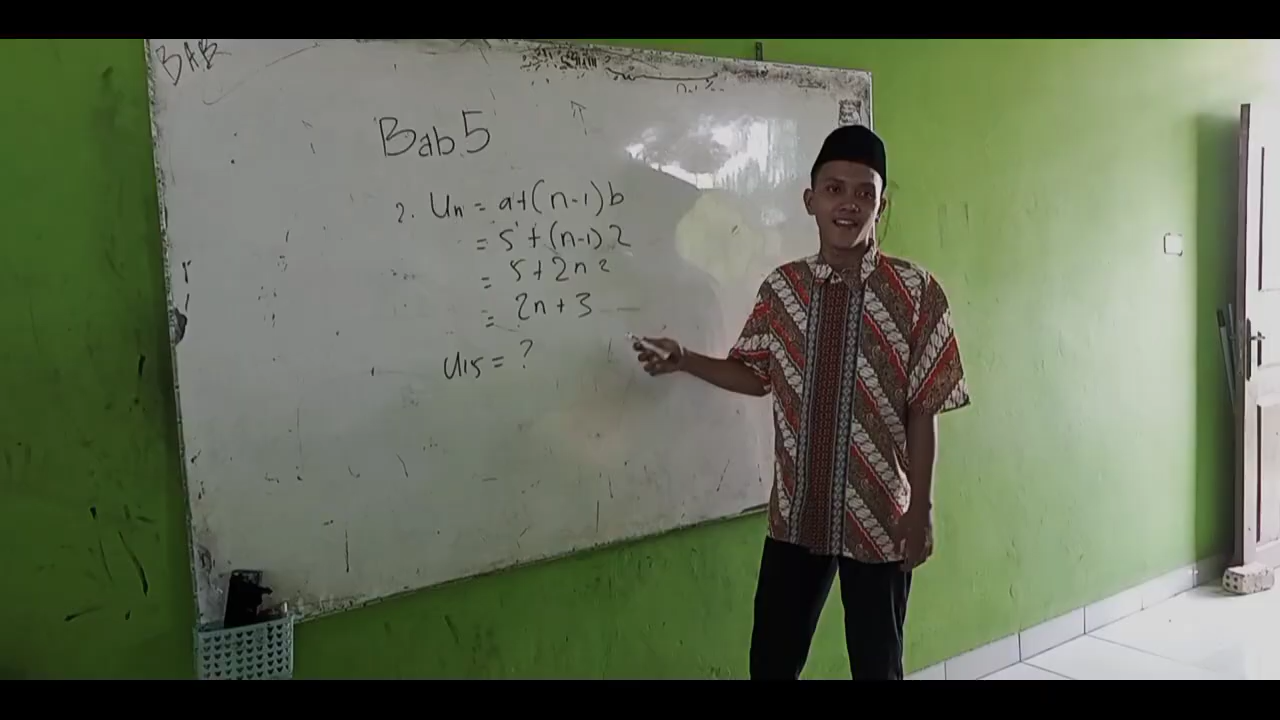 BAB
Bab 5
2. Un = a+(n-1)b
= 5+(n-1)2
= 5+2n 2
= 2n+3
U15 = ?